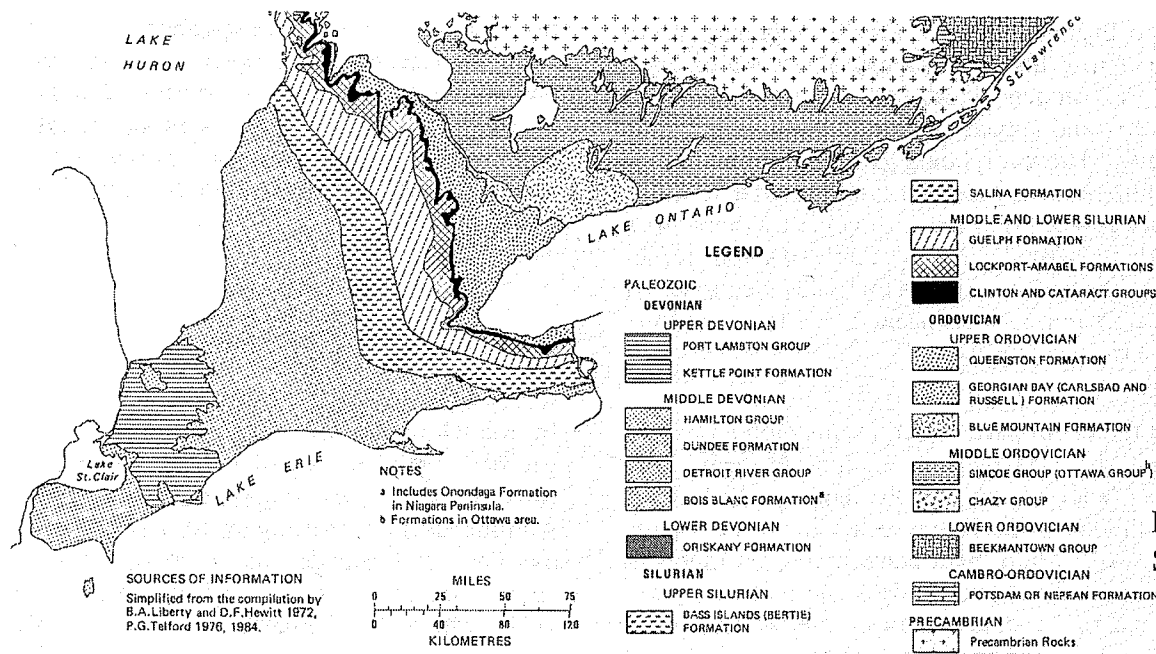 LAKE
HURON
St. Lawrence
LAKE ONTARIO
Lake
St. Clair
LAKE ERIE
NOTES
a Includes Onondaga Formation
in Niagara Peninsula.
b Formations in Ottawa area.
SOURCES OF INFORMATION
Simplified from the compilation by
B.A. Liberty and D.F. Hewitt 1972,
P.G. Telford 1976, 1984.
MILES
0 25 50 75
0 40 80 120
KILOMETRES
LEGEND
PALEOZOIC
DEVONIAN
UPPER DEVONIAN
PORT LAMBTON GROUP
KETTLE POINT FORMATION
MIDDLE DEVONIAN
HAMILTON GROUP
DUNDEE FORMATION
DETROIT RIVER GROUP
BOIS BLANC FORMATION a
LOWER DEVONIAN
ORISKANY FORMATION
SILURIAN
UPPER SILURIAN
BASS ISLANDS (BERTIE)
FORMATION
SALINA FORMATION
MIDDLE AND LOWER SILURIAN
GUELPH FORMATION
LOCKPORT-AMABEL FORMATIONS
CLINTON AND CATARACT GROUPS
ORDOVICIAN
UPPER ORDOVICIAN
QUEENSTON FORMATION
GEORGIAN BAY (CARLSBAD AND
RUSSELL) FORMATION
BLUE MOUNTAIN FORMATION
MIDDLE ORDOVICIAN
SIMCOE GROUP (OTTAWA GROUP) b
CHAZY GROUP
LOWER ORDOVICIAN
BEEKMANTOWN GROUP
CAMBRO-ORDOVICIAN
POTSDAM OR NEPEAN FORMATION
PRECAMBRIAN
Precambrian Rocks